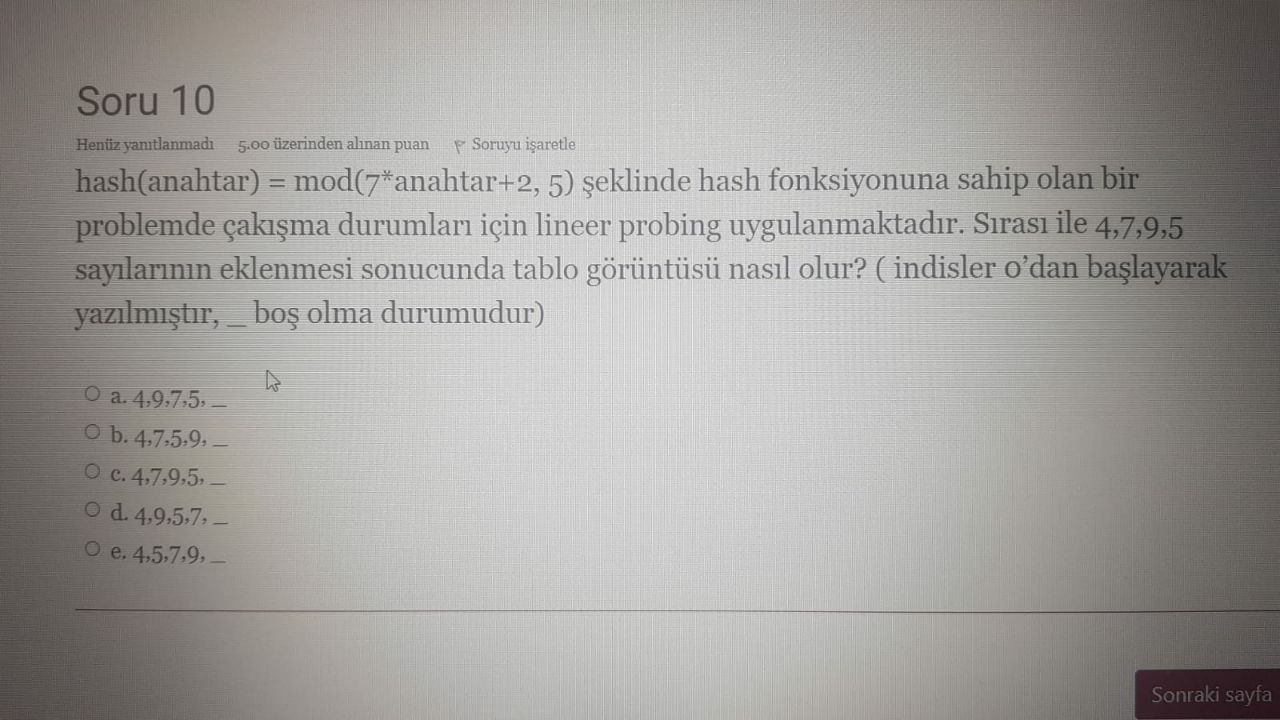 Soru 10
Henüz yanıtlanmadı 5,00 üzerinden alınan puan Soruyu işaretle
hash(anahtar) = mod(7*anahtar+2, 5) şeklinde hash fonksiyonuna sahip olan bir
problemde çakışma durumları için lineer probing uygulanmaktadır. Sırası ile 4,7,9,5
sayılarının eklenmesi sonucunda tablo görüntüsü nasıl olur? ( indisler 0'dan başlayarak
yazılmıştır, _ boş olma durumudur)
a. 4,9,7,5, _
b. 4,7,5,9, _
c. 4,7,9,5, _
d. 4,9,5,7, _
e. 4,5,7,9, _
Sonraki sayfa